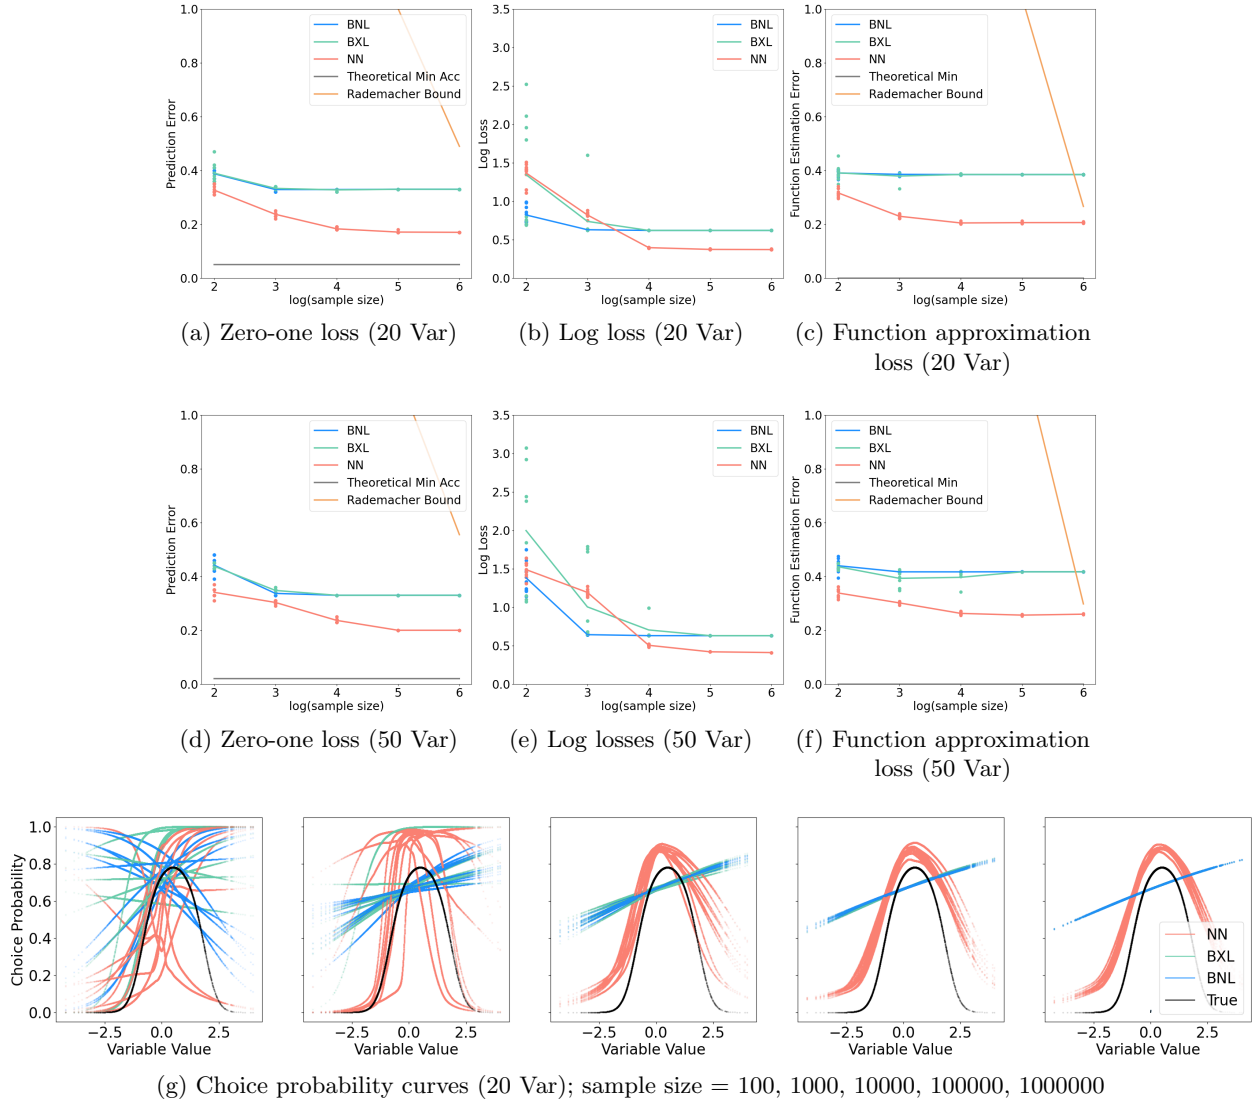 BNL
BXL
NN
Theoretical Min Acc
Rademacher Bound
1.0
0.8
0.6
0.4
0.2
0.0
Prediction Error
2 3 4 5 6
log(sample size)
(a) Zero-one loss (20 Var)
BNL
BXL
NN
3.5
3.0
2.5
2.0
1.5
1.0
0.5
0.0
Log Loss
2 3 4 5 6
log(sample size)
(b) Log loss (20 Var)
BNL
BXL
NN
Theoretical Min
Rademacher Bound
1.0
0.8
0.6
0.4
0.2
0.0
Function Estimation Error
2 3 4 5 6
log(sample size)
(c) Function approximation
loss (20 Var)
BNL
BXL
NN
Theoretical Min Acc
Rademacher Bound
1.0
0.8
0.6
0.4
0.2
0.0
Prediction Error
2 3 4 5 6
log(sample size)
(d) Zero-one loss (50 Var)
BNL
BXL
NN
3.5
3.0
2.5
2.0
1.5
1.0
0.5
0.0
Log Loss
2 3 4 5 6
log(sample size)
(e) Log losses (50 Var)
BNL
BXL
NN
Theoretical Min
Rademacher Bound
1.0
0.8
0.6
0.4
0.2
0.0
Function Estimation Error
2 3 4 5 6
log(sample size)
(f) Function approximation
loss (50 Var)
1.0
0.8
0.6
0.4
0.2
0.0
Choice Probability
−2.5 0.0 2.5
Variable Value
−2.5 0.0 2.5
Variable Value
−2.5 0.0 2.5
Variable Value
−2.5 0.0 2.5
Variable Value
NN
BXL
BNL
True
−2.5 0.0 2.5
Variable Value
(g) Choice probability curves (20 Var); sample size = 100, 1000, 10000, 100000, 1000000